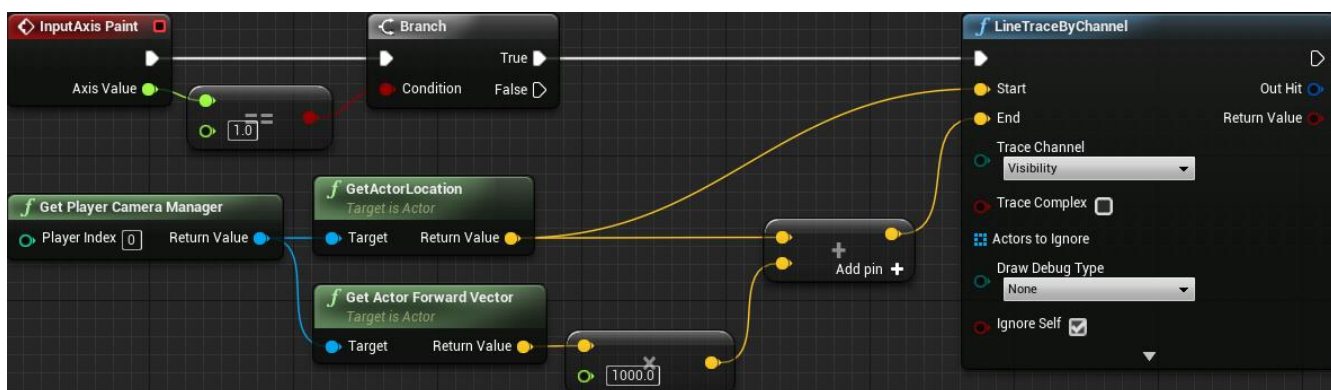 InputAxis Paint
Axis Value
==
1.0
Branch
True
Condition
False
Get Player Camera Manager
Player Index 0
Return Value
GetActorLocation
Target is Actor
Target
Return Value
Get Actor Forward Vector
Target is Actor
Target
Return Value
×
1000.0
+
Add pin +
LineTraceByChannel
Start
Out Hit
End
Return Value
Trace Channel
Visibility
Trace Complex
Actors to Ignore
Draw Debug Type
None
Ignore Self